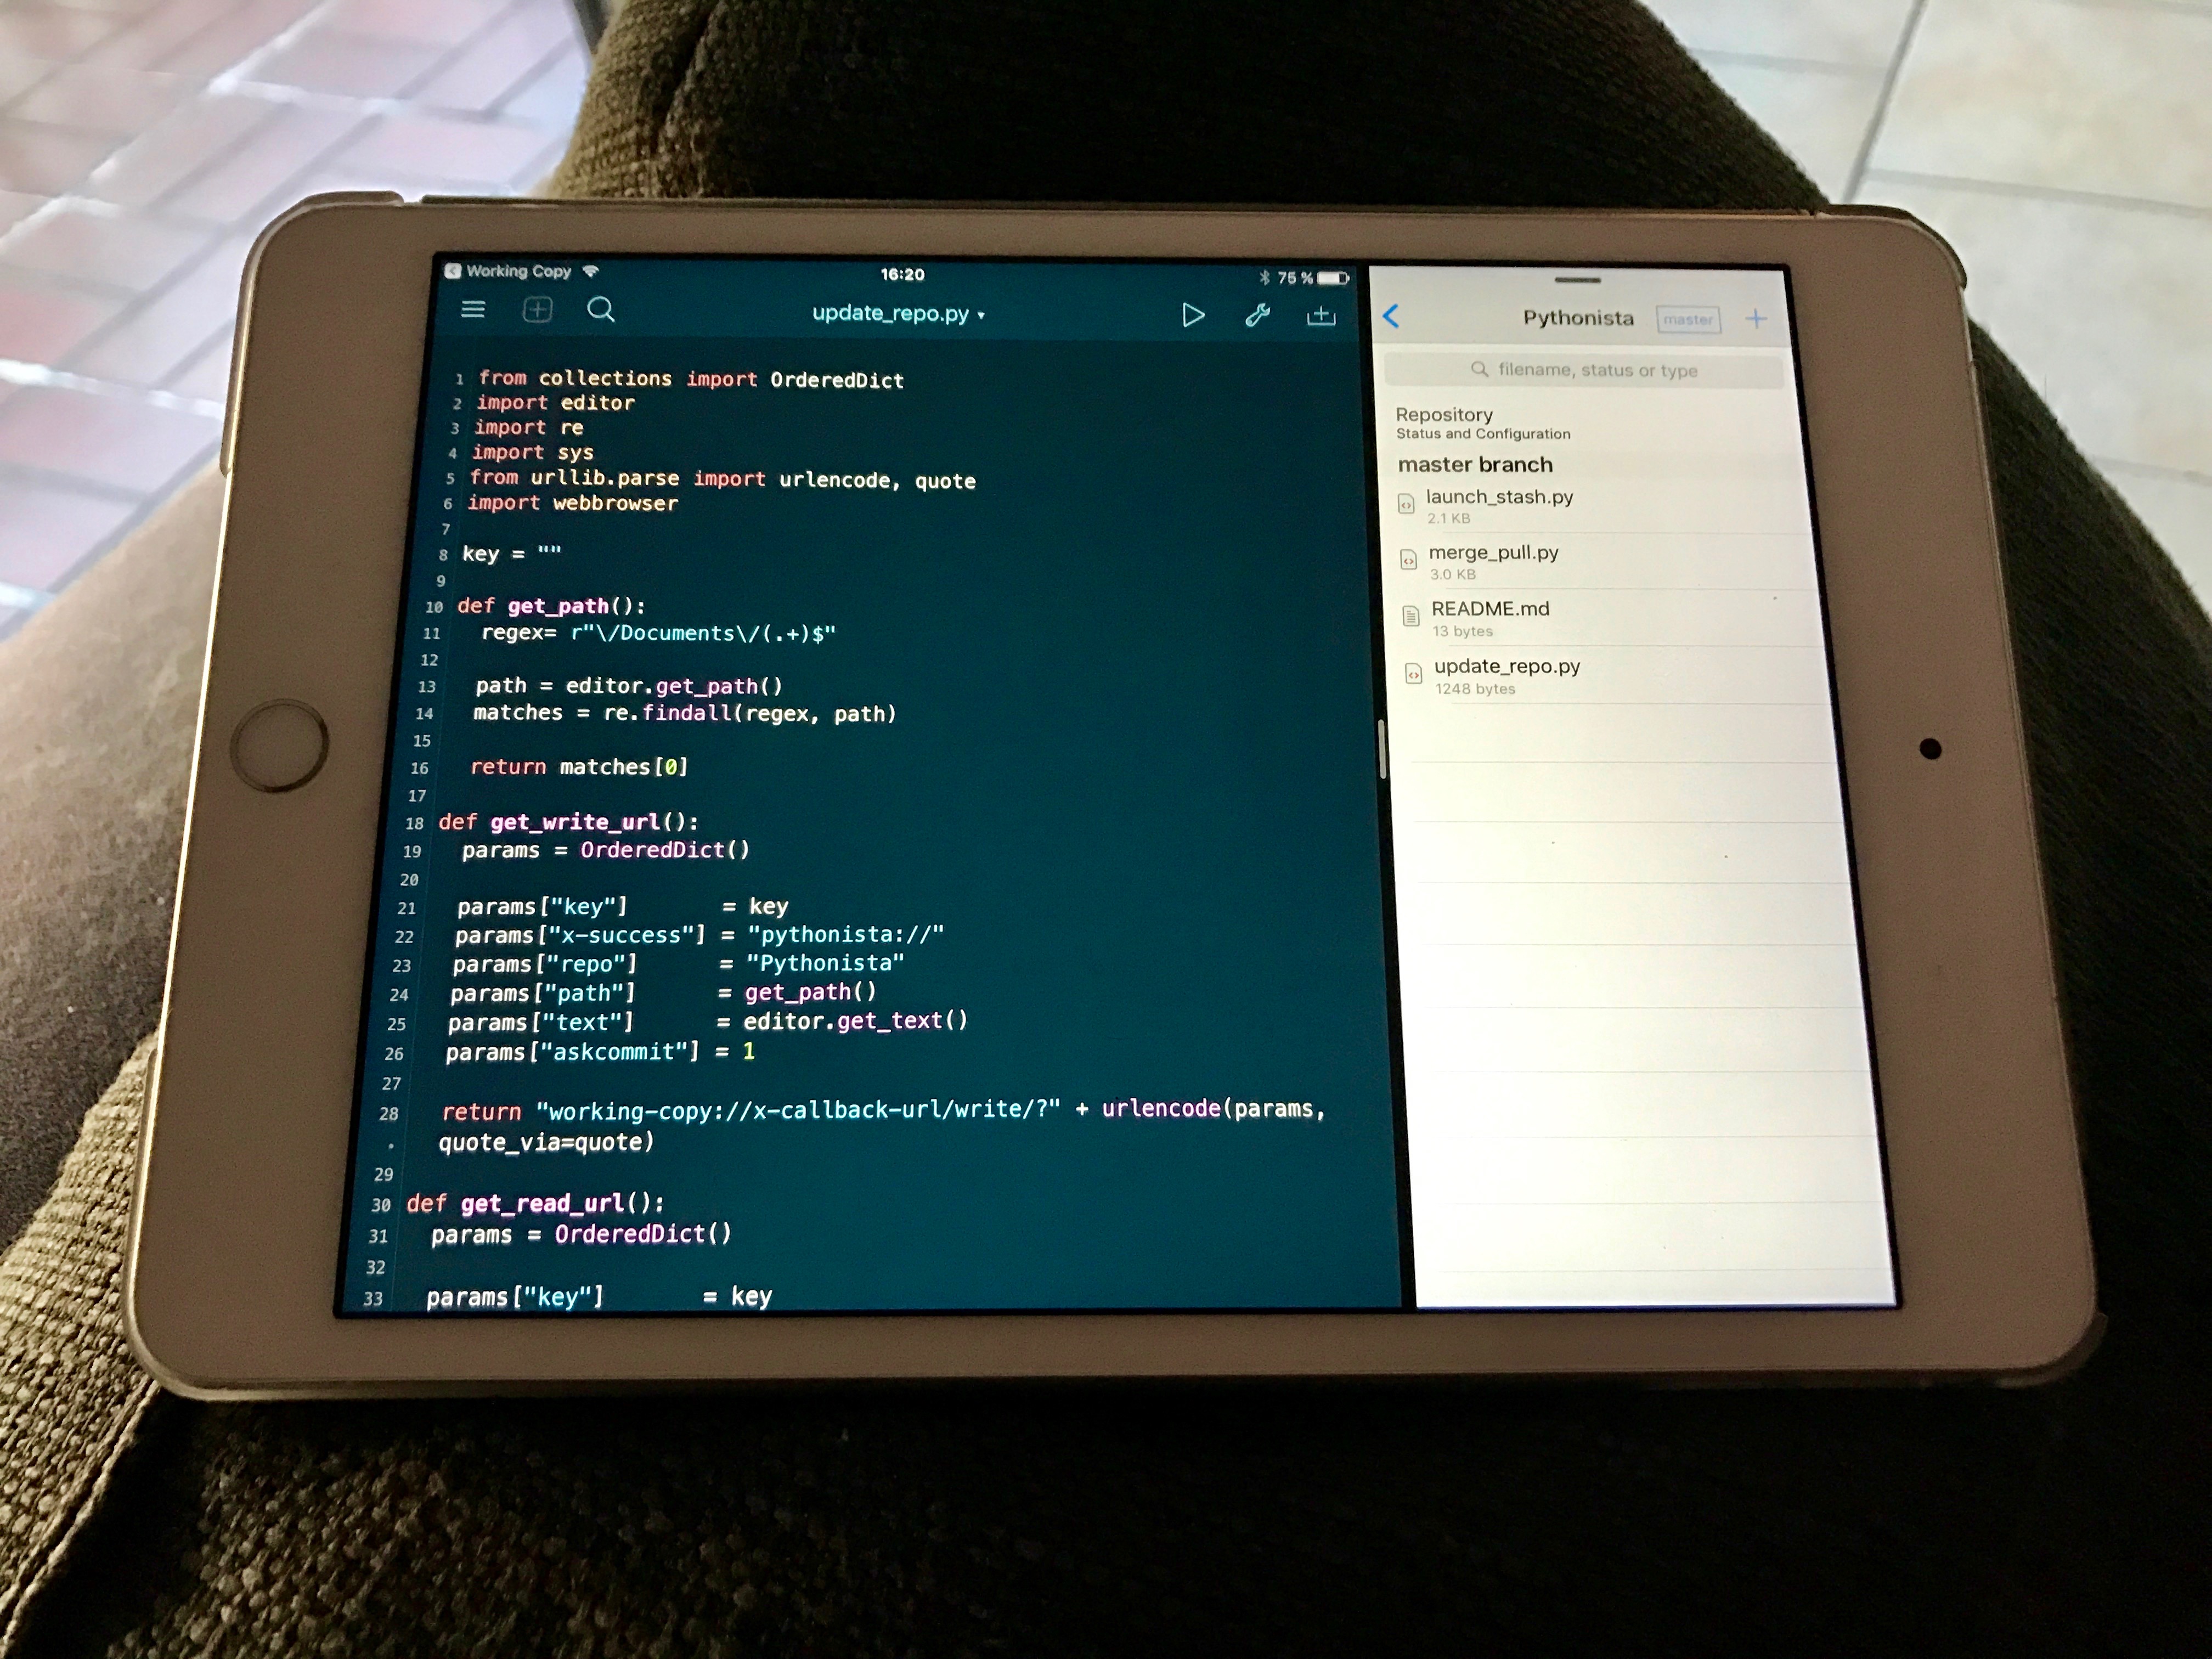 Working Copy 16:20 75 %
update_repo.py
1 from collections import OrderedDict
2 import editor
3 import re
4 import sys
5 from urllib.parse import urlencode, quote
6 import webbrowser
7
8 key = ""
9
10 def get_path():
11 regex= r"\/Documents\/(.+)$"
12
13 path = editor.get_path()
14 matches = re.findall(regex, path)
15
16 return matches[0]
17
18 def get_write_url():
19 params = OrderedDict()
20
21 params["key"] = key
22 params["x-success"] = "pythonista://"
23 params["repo"] = "Pythonista"
24 params["path"] = get_path()
25 params["text"] = editor.get_text()
26 params["askcommit"] = 1
27
28 return "working-copy://x-callback-url/write/?" + urlencode(params,
quote_via=quote)
29
30 def get_read_url():
31 params = OrderedDict()
32
33 params["key"] = key
Pythonista master
filename, status or type
Repository
Status and Configuration
master branch
launch_stash.py
2.1 KB
merge_pull.py
3.0 KB
README.md
13 bytes
update_repo.py
1248 bytes